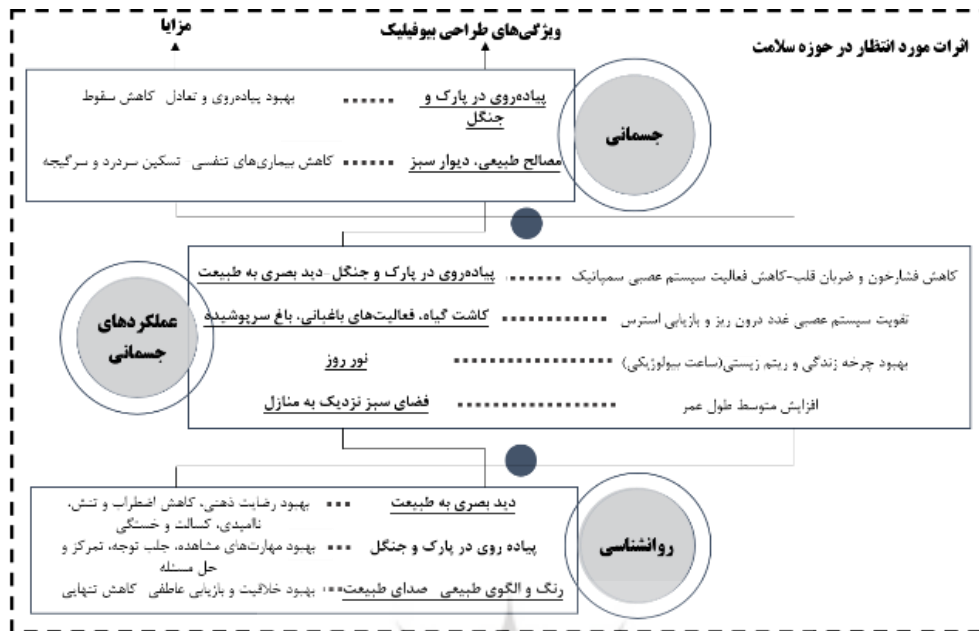 اثرات مورد انتظار در حوزه سلامت
ویژگی‌های طراحی بیوفیلیک
مزایا
جسمانی
پیاده‌روی در پارک و
جنگل
بهبود پیاده‌روی و تعادل کاهش سقوط
مصالح طبیعی، دیوار سبز
کاهش بیماری‌های تنفسی تسکین سردرد و سرگیجه
عملکردهای
جسمانی
کاهش فشارخون و ضربان قلب-کاهش فعالیت سیستم عصبی سمپاتیک
پیاده‌روی در پارک و جنگل-دید بصری به طبیعت
تقویت سیستم عصبی غدد درون ریز و بازیابی استرس
کاشت گیاه، فعالیت‌های باغبانی، باغ سرپوشیده
بهبود چرخه زندگی و ریتم زیستی(ساعت بیولوژیکی)
نور روز
افزایش متوسط طول عمر
فضای سبز نزدیک به منازل
روانشناسی
دید بصری به طبیعت
بهبود رضایت ذهنی، کاهش اضطراب و تنش،
ناامیدی، کسالت و خستگی
پیاده روی در پارک و جنگل
بهبود مهارت‌های مشاهده، جلب توجه، تمرکز و
حل مسئله
رنگ و الگوی طبیعی صدای طبیعت
بهبود خلاقیت و بازیابی عاطفی کاهش تنهایی